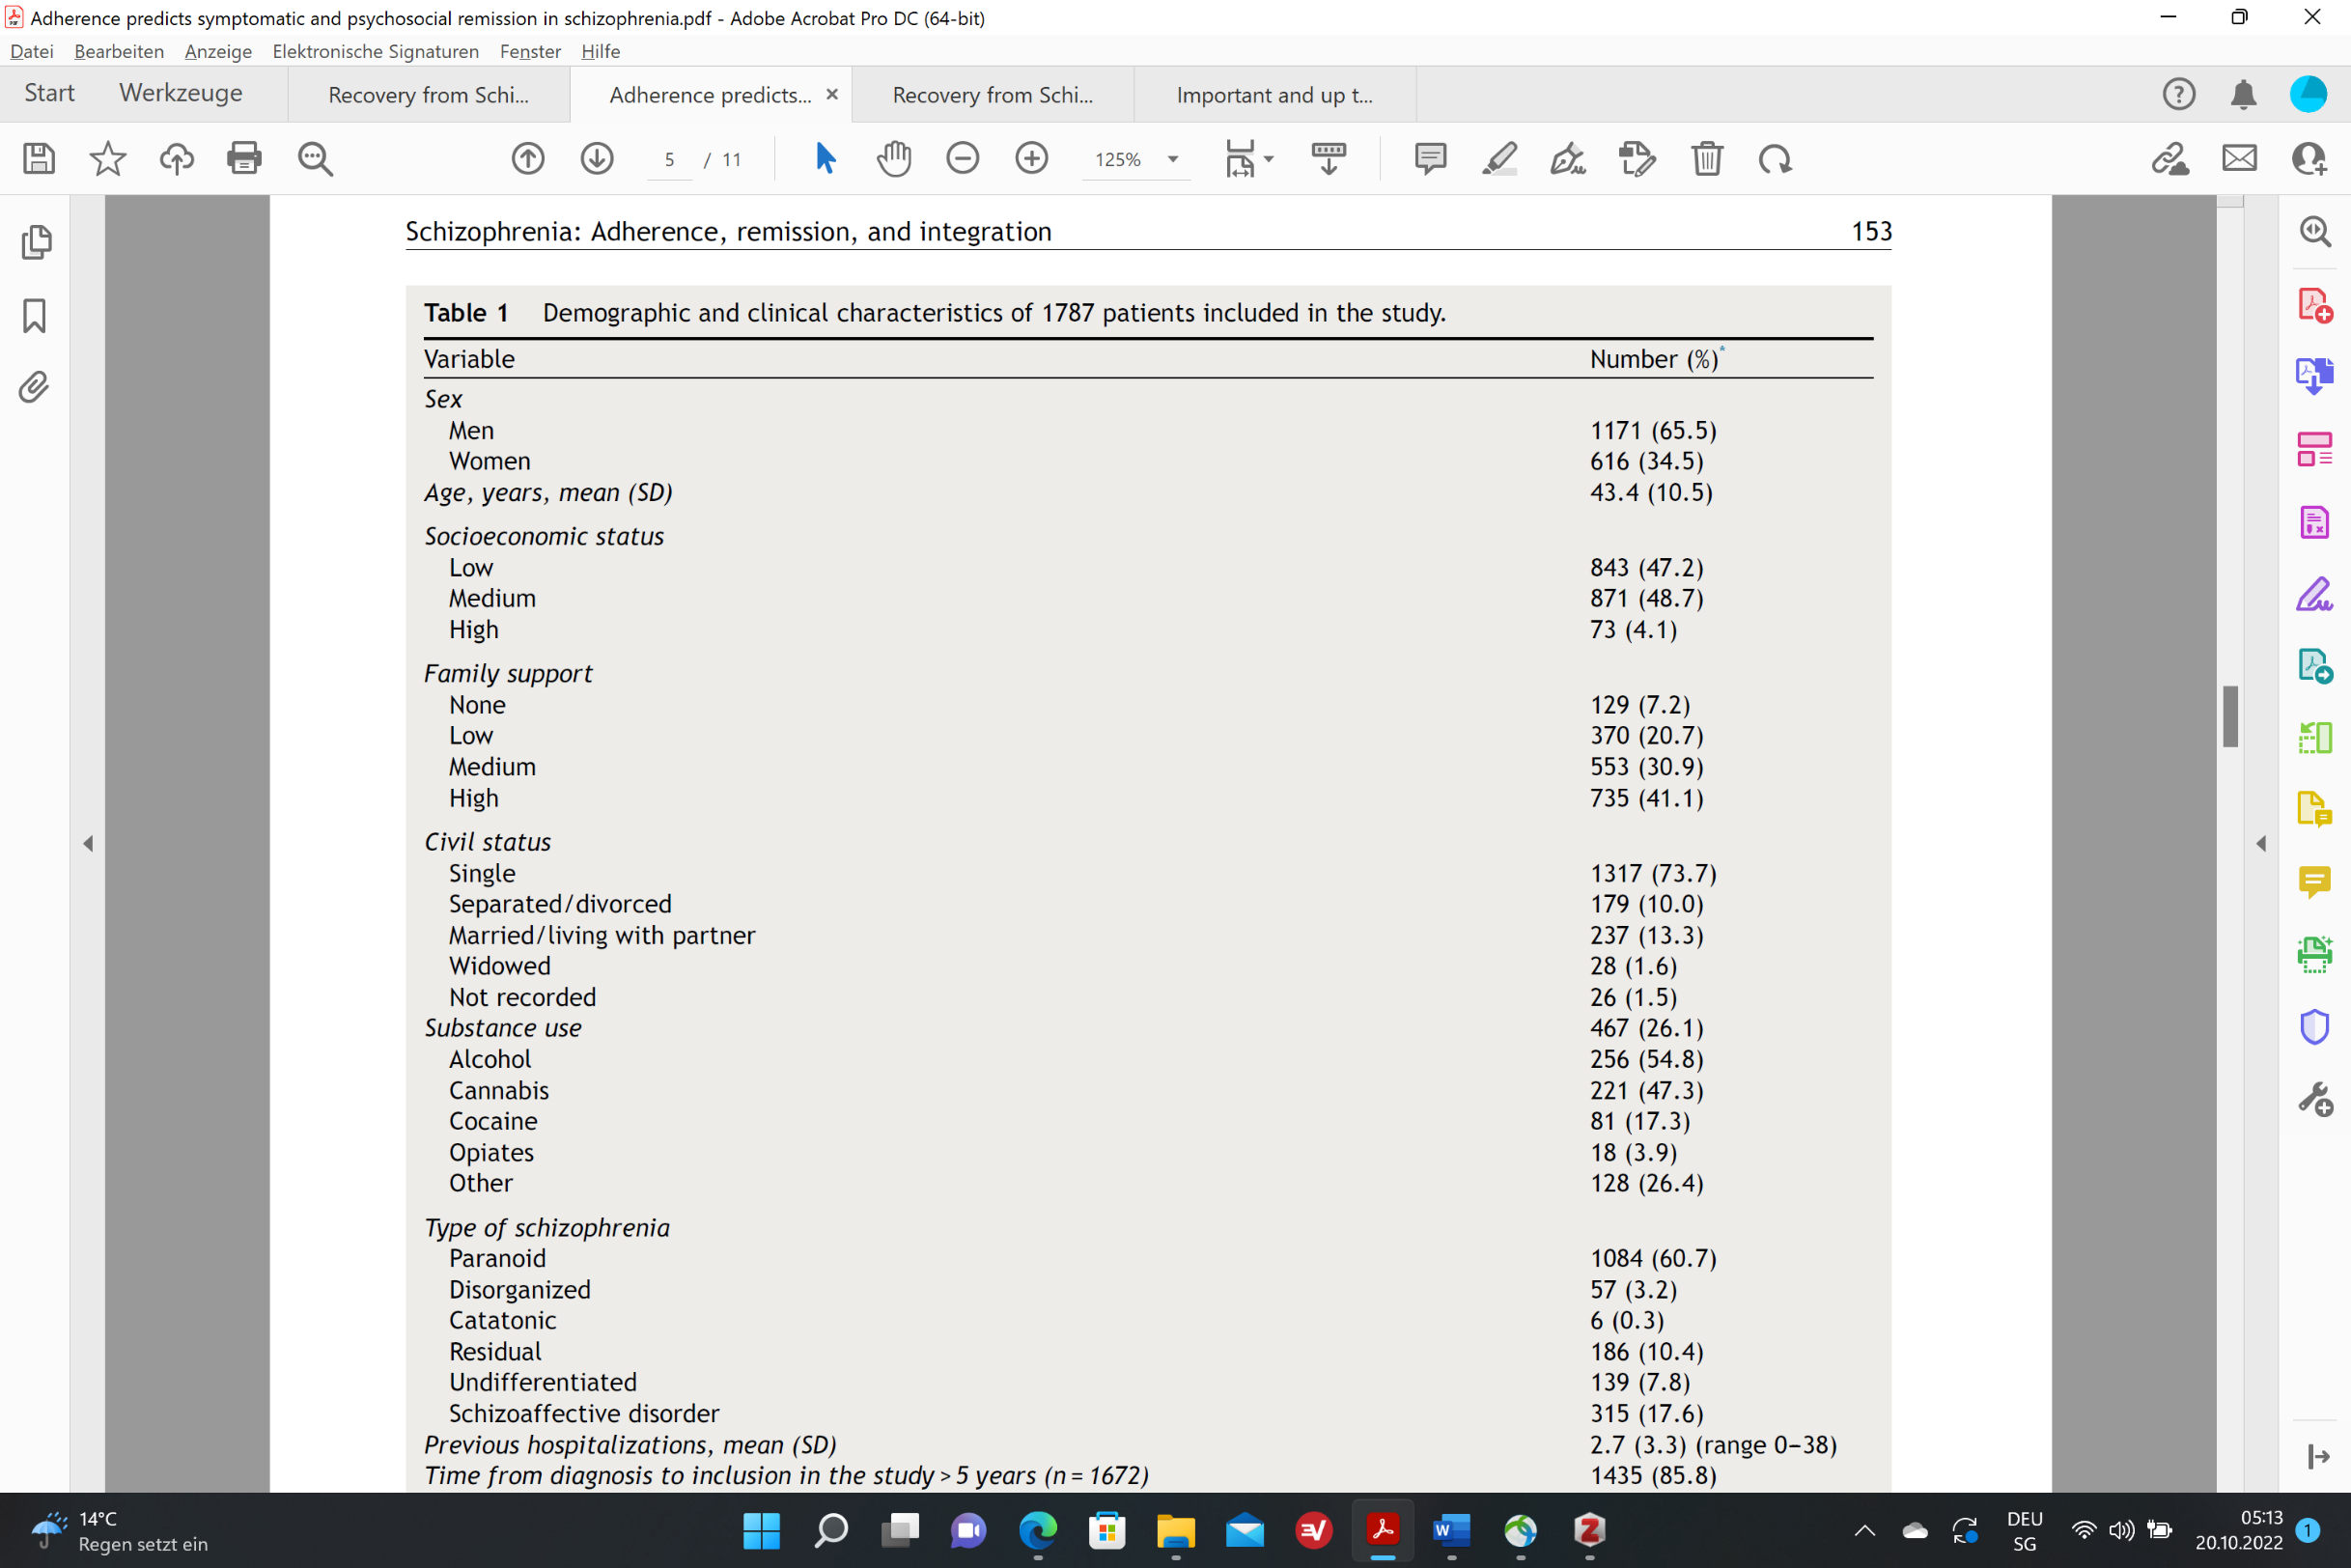 Adherence predicts symptomatic and psychosocial remission in schizophrenia.pdf - Adobe Acrobat Pro DC (64-bit)
Datei Bearbeiten Anzeige Elektronische Signaturen Fenster Hilfe
Start Werkzeuge Recovery from Schi... Adherence predicts... × Recovery from Schi... Important and up t...
5 / 11 125%
Schizophrenia: Adherence, remission, and integration 153
Table 1 Demographic and clinical characteristics of 1787 patients included in the study.
Variable Number (%)*
Sex
Men 1171 (65.5)
Women 616 (34.5)
Age, years, mean (SD) 43.4 (10.5)
Socioeconomic status
Low 843 (47.2)
Medium 871 (48.7)
High 73 (4.1)
Family support
None 129 (7.2)
Low 370 (20.7)
Medium 553 (30.9)
High 735 (41.1)
Civil status
Single 1317 (73.7)
Separated/divorced 179 (10.0)
Married/living with partner 237 (13.3)
Widowed 28 (1.6)
Not recorded 26 (1.5)
Substance use 467 (26.1)
Alcohol 256 (54.8)
Cannabis 221 (47.3)
Cocaine 81 (17.3)
Opiates 18 (3.9)
Other 128 (26.4)
Type of schizophrenia
Paranoid 1084 (60.7)
Disorganized 57 (3.2)
Catatonic 6 (0.3)
Residual 186 (10.4)
Undifferentiated 139 (7.8)
Schizoaffective disorder 315 (17.6)
Previous hospitalizations, mean (SD) 2.7 (3.3) (range 0–38)
Time from diagnosis to inclusion in the study > 5 years (n = 1672) 1435 (85.8)
14°C
Regen setzt ein
DEU
SG
05:13
20.10.2022
1